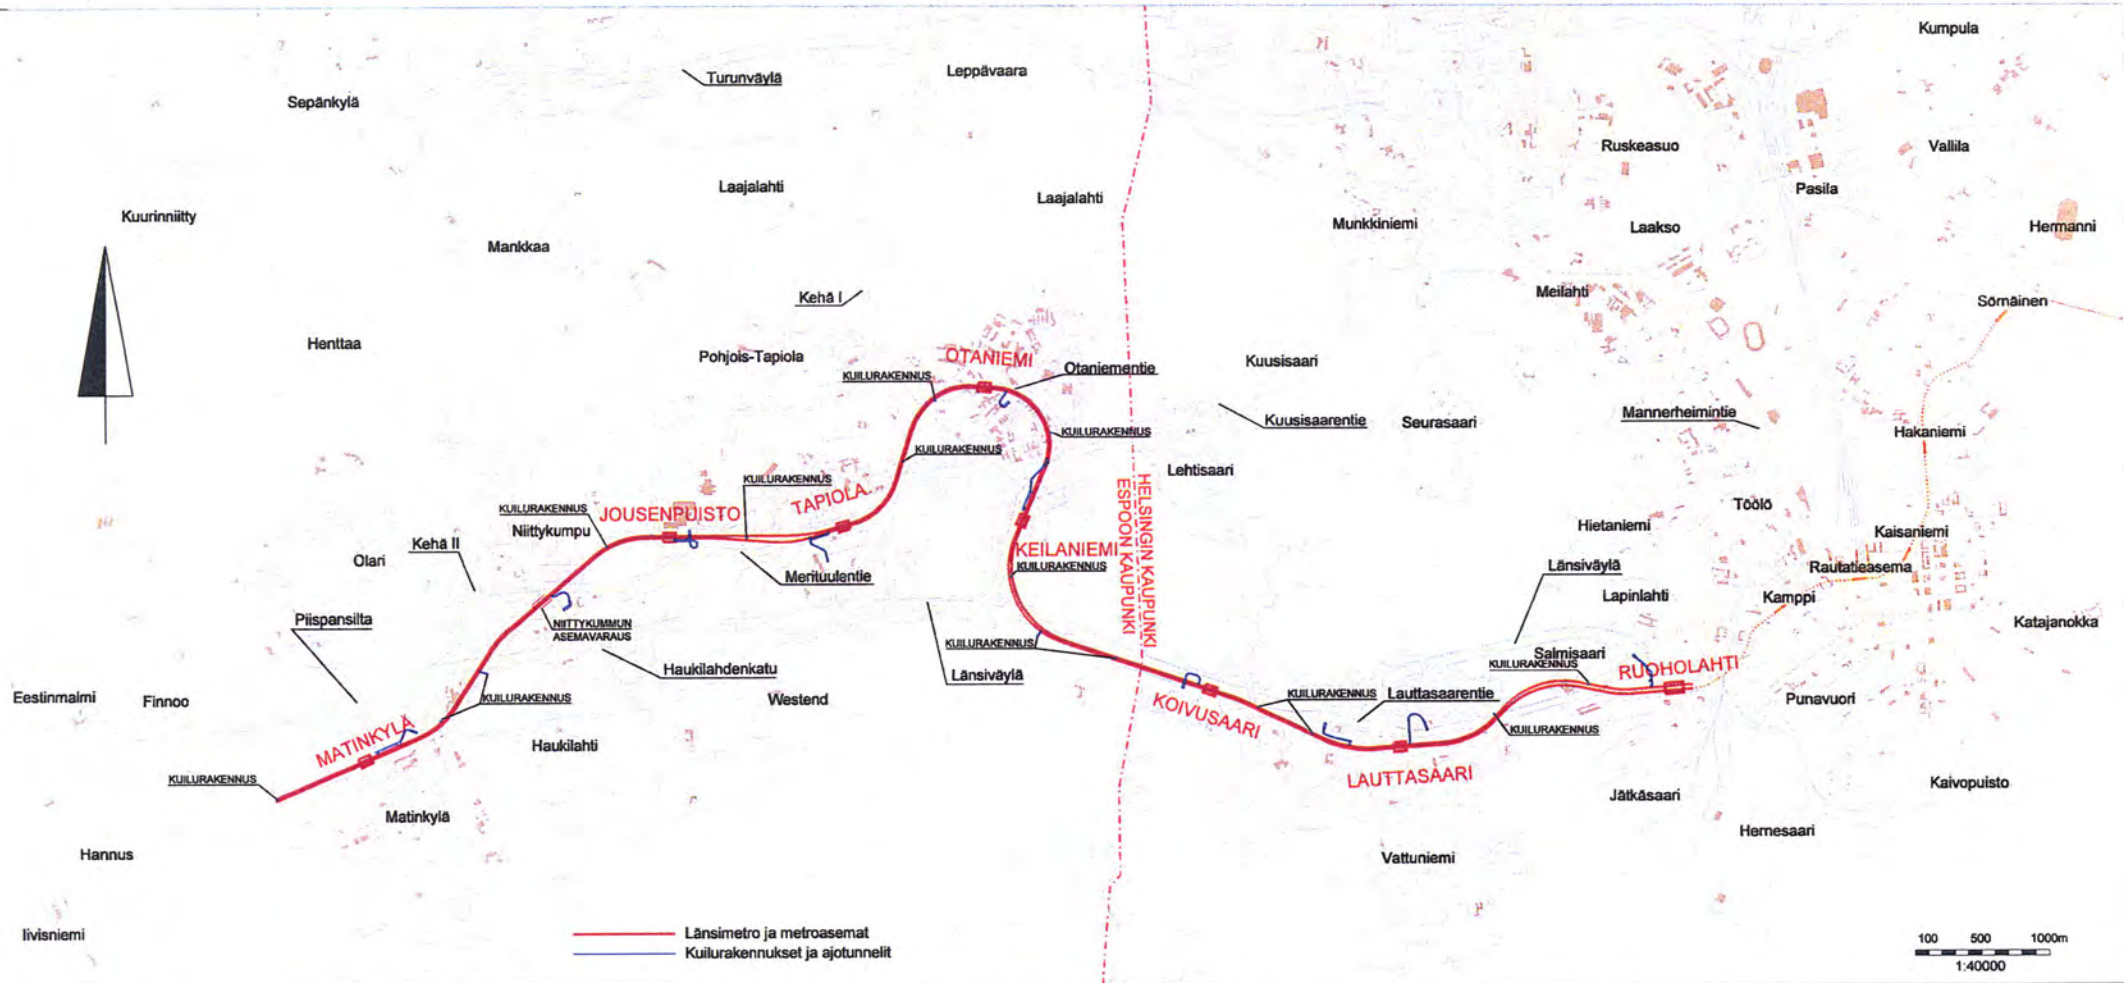 Kumpula
Leppävaara
Turunväylä
Sepänkylä
Ruskeasuo
Vallila
Laajalahti
Pasila
Laajalahti
Kuurinniitty
Munkkiniemi
Laakso
Hermanni
Mankkaa
Meilahti
Kehä I
Sörnäinen
Henttaa
Pohjois-Tapiola
OTANIEMI
Kuusisaari
Otaniementie
KUILURAKENNUS
Mannerheimintie
Kuusisaarentie
Seurasaari
KUILURAKENNUS
Hakaniemi
KUILURAKENNUS
Lehtisaari
KUILURAKENNUS
TAPIOLA
Töölö
KUILURAKENNUS
JOUSENPUISTO
Hietaniemi
Niittykumpu
Kaisaniemi
Kehä II
KEILANIEMI
HELSINGIN KAUPUNKI
ESPOON KAUPUNKI
Olari
KUILURAKENNUS
Länsiväylä
Rautatieasema
Merituulentie
Lapinlahti
Kamppi
Piispansilta
NIITTYKUMMUN
ASEMAVARAUS
Katajanokka
KUILURAKENNUS
Salmisaari
KUILURAKENNUS
RUOHOLAHTI
Haukilahdenkatu
Länsiväylä
Eestinmalmi
Finnoo
KUILURAKENNUS
Westend
KUILURAKENNUS
Lauttasaarentie
Punavuori
KOIVUSAARI
KUILURAKENNUS
MATINKYLÄ
Haukilahti
KUILURAKENNUS
LAUTTASAARI
Kaivopuisto
Jätkäsaari
Matinkylä
Hernesaari
Hannus
Vattuniemi
Iivisniemi
Länsimetro ja metroasemat
Kuilurakennukset ja ajotunnelit
100 500 1000m
1:40000